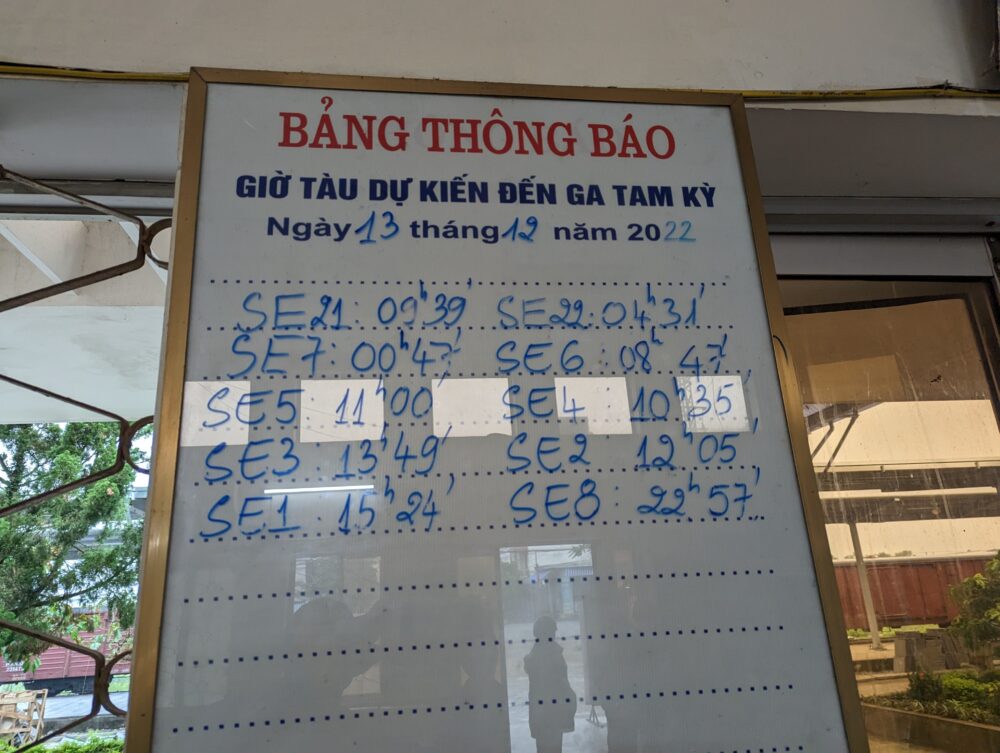 BẢNG THÔNG BÁO
GIỜ TÀU DỰ KIẾN ĐẾN GA TAM KỲ
Ngày 13 tháng 12 năm 2022
SE21: 09h39' SE22: 04h31'
SE7: 00h47' SE6: 08h47'
SE5: 11h00' SE4: 10h35'
SE3: 13h49' SE2: 12h05'
SE1: 15h24' SE8: 22h57'